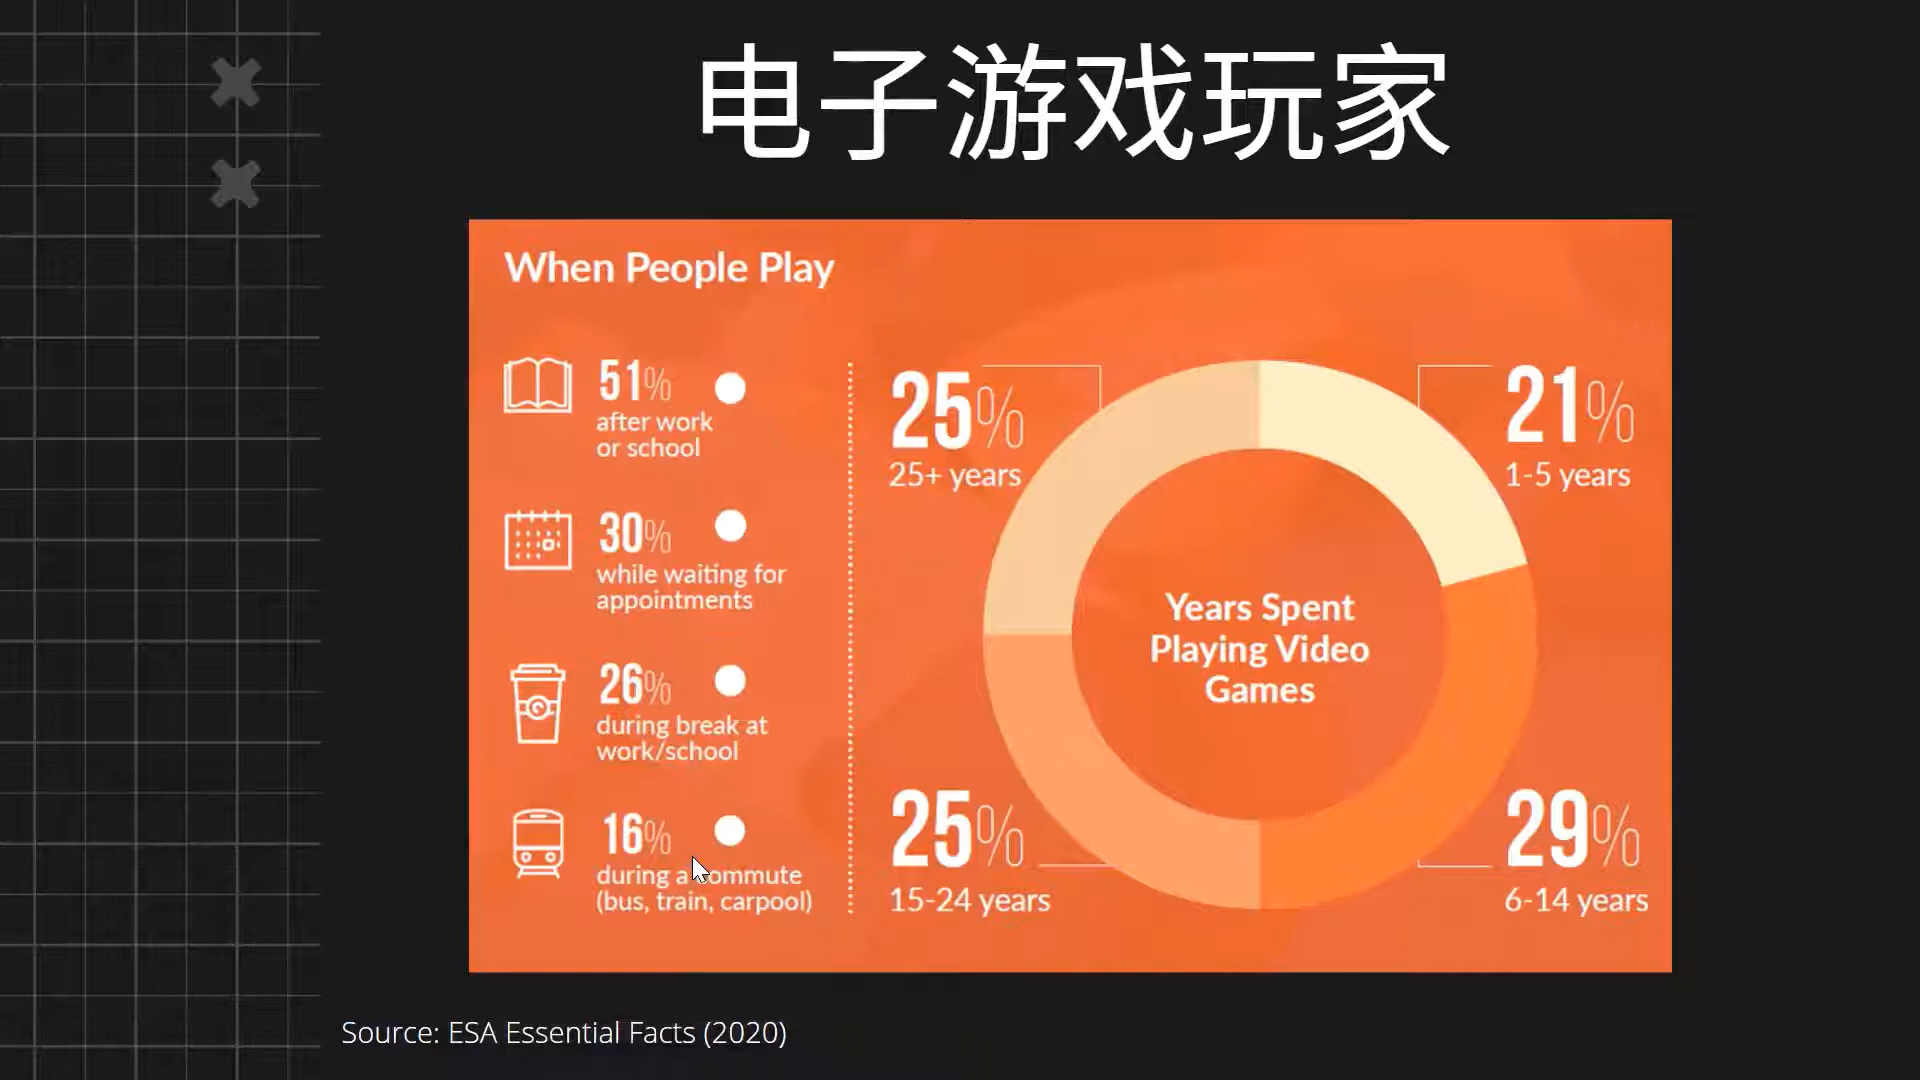 电子游戏玩家
When People Play
51%
after work
or school
30%
while waiting for
appointments
26%
during break at
work/school
16%
during a commute
(bus, train, carpool)
25%
25+ years
21%
1-5 years
Years Spent
Playing Video
Games
25%
15-24 years
29%
6-14 years
Source: ESA Essential Facts (2020)